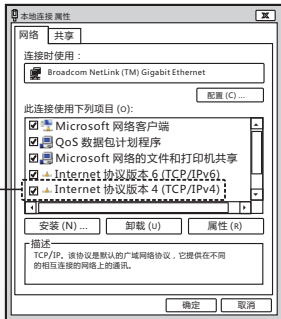 本地连接 属性
网络 共享
连接时使用：
Broadcom NetLink (TM) Gigabit Ethernet
配置 (C) ...
此连接使用下列项目 (O)：
Microsoft 网络客户端
QoS 数据包计划程序
Microsoft 网络的文件和打印机共享
Internet 协议版本 6 (TCP/IPv6)
Internet 协议版本 4 (TCP/IPv4)
安装 (N) ... 卸载 (U) 属性 (R)
描述
TCP/IP。该协议是默认的广域网络协议，它提供在不同
的相互连接的网络上的通讯。
确定 取消